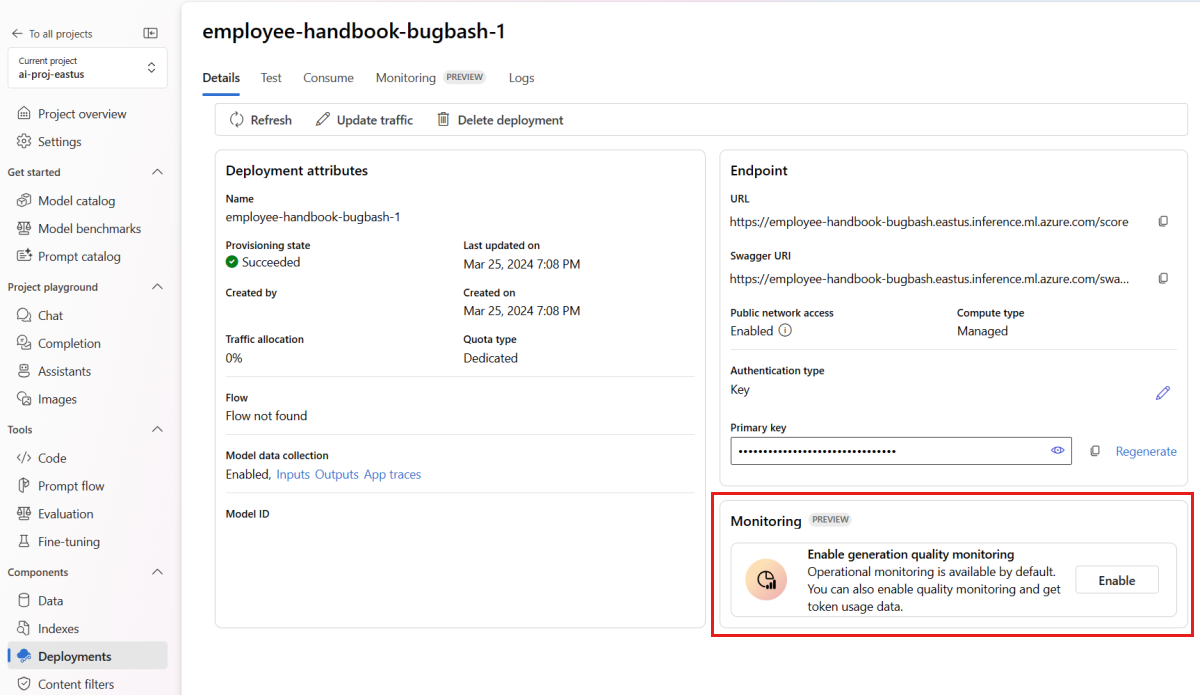 To all projects
Current project
ai-proj-eastus
Project overview
Settings
Get started
Model catalog
Model benchmarks
Prompt catalog
Project playground
Chat
Completion
Assistants
Images
Tools
Code
Prompt flow
Evaluation
Fine-tuning
Components
Data
Indexes
Deployments
Content filters
employee-handbook-bugbash-1
Details Test Consume Monitoring PREVIEW Logs
Refresh Update traffic Delete deployment
Deployment attributes
Name
employee-handbook-bugbash-1
Provisioning state Last updated on
Succeeded Mar 25, 2024 7:08 PM
Created by Created on
Mar 25, 2024 7:08 PM
Traffic allocation Quota type
0% Dedicated
Flow
Flow not found
Model data collection
Enabled, Inputs Outputs App traces
Model ID
Endpoint
URL
https://employee-handbook-bugbash.eastus.inference.ml.azure.com/score
Swagger URI
https://employee-handbook-bugbash.eastus.inference.ml.azure.com/swa...
Public network access Compute type
Enabled Managed
Authentication type
Key
Primary key
•••••••••••••••••••••••••••••••• Regenerate
Monitoring PREVIEW
Enable generation quality monitoring
Operational monitoring is available by default.
You can also enable quality monitoring and get
token usage data.
Enable